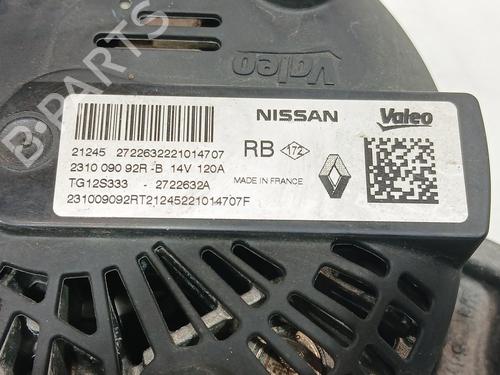 Valeo
B-PARTS
NISSAN
Valeo
21245 2722632221014707
2310 090 92R -B 14V 120A
RB 172
TG12S333 - 2722632A
MADE IN FRANCE
231009092RT21245221014707F